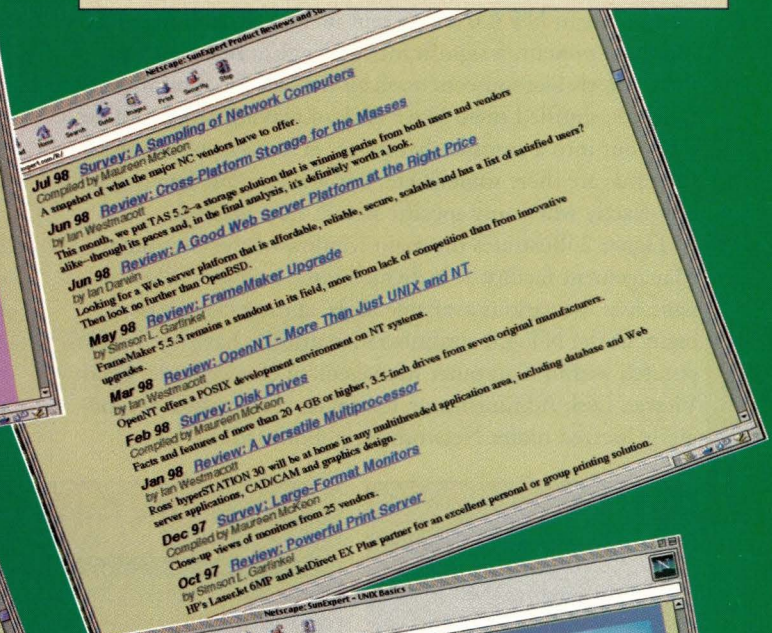 Netscape: SunExpert Product Reviews and
Home Search Guide Images Print Security Stop
Jul 98 Survey: A Sampling of Network Computers
Compiled by Maureen McKeon
A snapshot of what the major NC vendors have to offer.
Jun 98 Review: Cross-Platform Storage for the Masses
by Ian Westmacott
This month, we put TAS 5.2--a storage solution that is winning parise from both users and vendors
alike--through its paces and, in the final analysis, it's definitely worth a look.
Jun 98 Review: A Good Web Server Platform at the Right Price
by Ian Darwin
Looking for a Web server platform that is affordable, reliable, secure, scalable and has a list of satisfied users?
Then look no further than OpenBSD.
May 98 Review: FrameMaker Upgrade
by Simson L. Garfinkel
FrameMaker 5.5.3 remains a standout in its field, more from lack of competition than from innovative
upgrades.
Mar 98 Review: OpenNT - More Than Just UNIX and NT
by Ian Westmacott
OpenNT offers a POSIX development environment on NT systems.
Feb 98 Survey: Disk Drives
Compiled by Maureen McKeon
Facts and features of more than 20 4-GB or higher, 3.5-inch drives from seven original manufacturers.
Jan 98 Review: A Versatile Multiprocessor
by Ian Westmacott
Ross' hyperSTATION 30 will be at home in any multithreaded application area, including database and Web
server applications, CAD/CAM and graphics design.
Dec 97 Survey: Large-Format Monitors
Compiled by Maureen McKeon
Close-up views of monitors from 25 vendors.
Oct 97 Review: Powerful Print Server
by Simson L. Garfinkel
HP's LaserJet 6MP and JetDirect EX Plus partner for an excellent personal or group printing solution.
Netscape: SunExpert - UNIX Basics
N